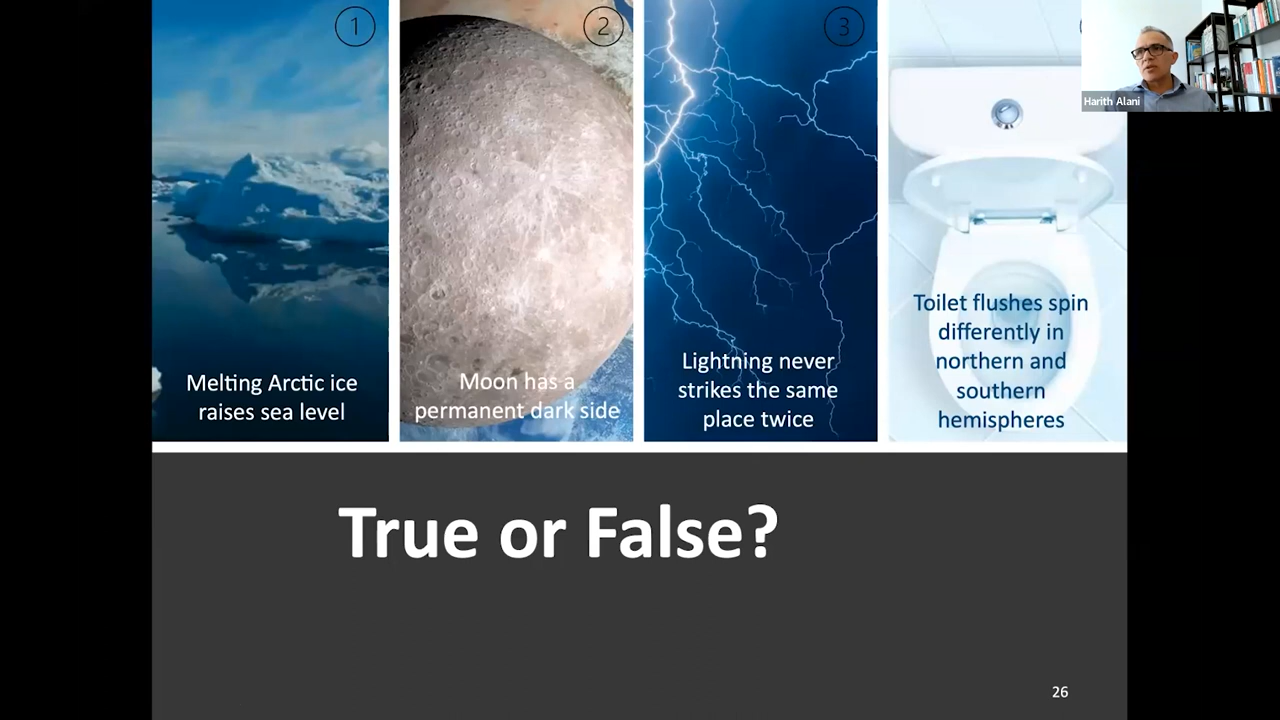 1
Melting Arctic ice
raises sea level
2
Moon has a
permanent dark side
3
Lightning never
strikes the same
place twice
Toilet flushes spin
differently in
northern and
southern
hemispheres
Harith Alani
True or False?
26